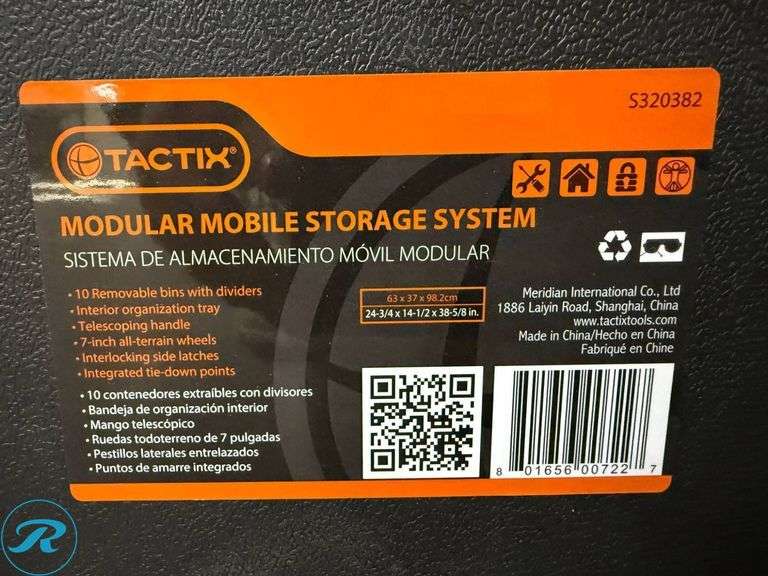 S320382
TACTIX®
MODULAR MOBILE STORAGE SYSTEM
SISTEMA DE ALMACENAMIENTO MÓVIL MODULAR
• 10 Removable bins with dividers
• Interior organization tray
• Telescoping handle
• 7-inch all-terrain wheels
• Interlocking side latches
• Integrated tie-down points
• 10 contenedores extraíbles con divisores
• Bandeja de organización interior
• Mango telescópico
• Ruedas todoterreno de 7 pulgadas
• Pestillos laterales entrelazados
• Puntos de amarre integrados
63 x 37 x 98.2cm
24-3/4 x 14-1/2 x 38-5/8 in.
Meridian International Co., Ltd
1886 Laiyin Road, Shanghai, China
www.tactixtools.com
Made in China/Hecho en China
Fabriqué en Chine
8 01656 00722 7
R